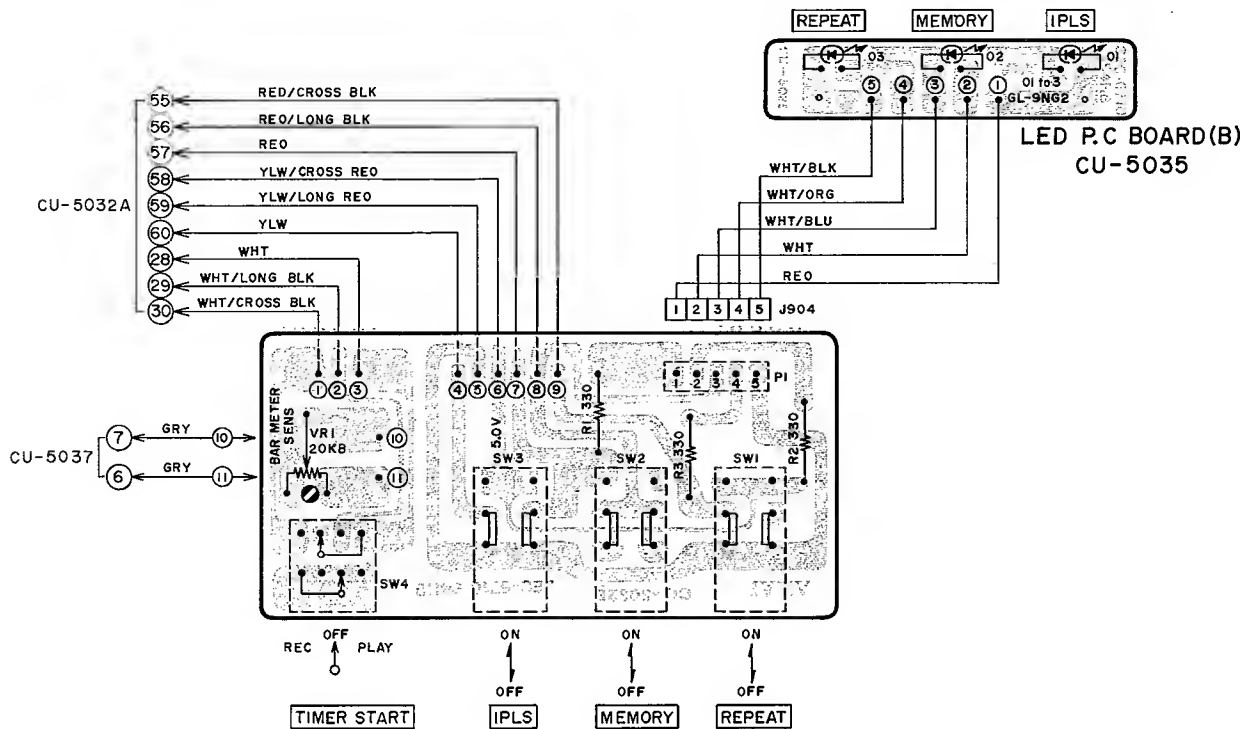 REPEAT MEMORY IPLS
03 02 01
5 4 3 2 1
01 to 3
GL-9NG2
LED P.C BOARD(B)
CU-5035
55 RED/CROSS BLK
56 REO/LONG BLK
57 REO
58 YLW/CROSS REO
59 YLW/LONG REO
60 YLW
28 WHT
29 WHT/LONG BLK
30 WHT/CROSS BLK
CU-5032A
WHT/BLK
WHT/ORG
WHT/BLU
WHT
REO
1 2 3 4 5 J904
1 2 3 4 5 6 7 8 9
1 2 3 4 5 P1
BAR METER
SENS
VR1
20KB
10
11
5.0V
R1 330
R3 330
R2 330
CU-5037
7 GRY 10
6 GRY 11
SW3 SW2 SW1
SW4
REC OFF PLAY
ON ON ON
OFF OFF OFF
TIMER START IPLS MEMORY REPEAT